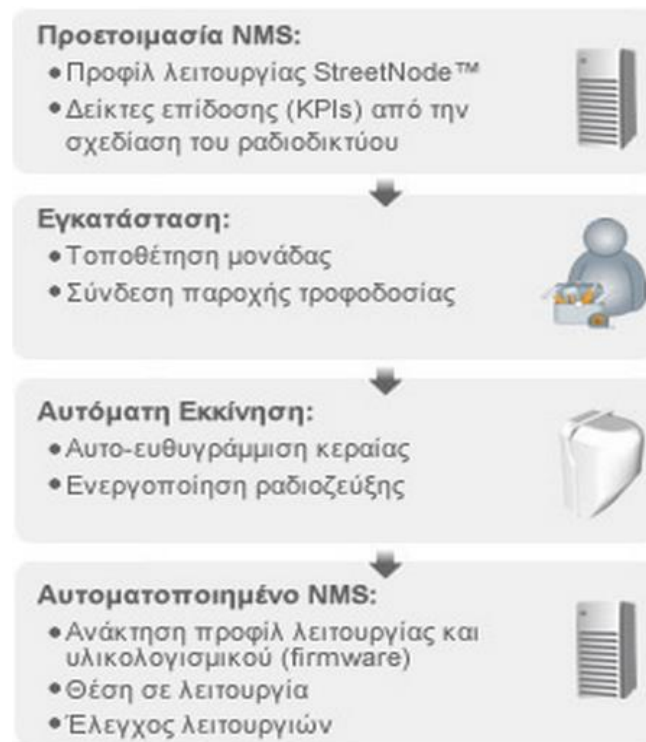 Προετοιμασία NMS:
• Προφίλ λειτουργίας StreetNode™
• Δείκτες επίδοσης (KPIs) από την
σχεδίαση του ραδιοδικτύου
Εγκατάσταση:
• Τοποθέτηση μονάδας
• Σύνδεση παροχής τροφοδοσίας
Αυτόματη Εκκίνηση:
• Αυτο-ευθυγράμμιση κεραίας
• Ενεργοποίηση ραδιοζεύξης
Αυτοματοποιημένο NMS:
• Ανάκτηση προφίλ λειτουργίας και
υλικολογισμικού (firmware)
• Θέση σε λειτουργία
• Έλεγχος λειτουργιών